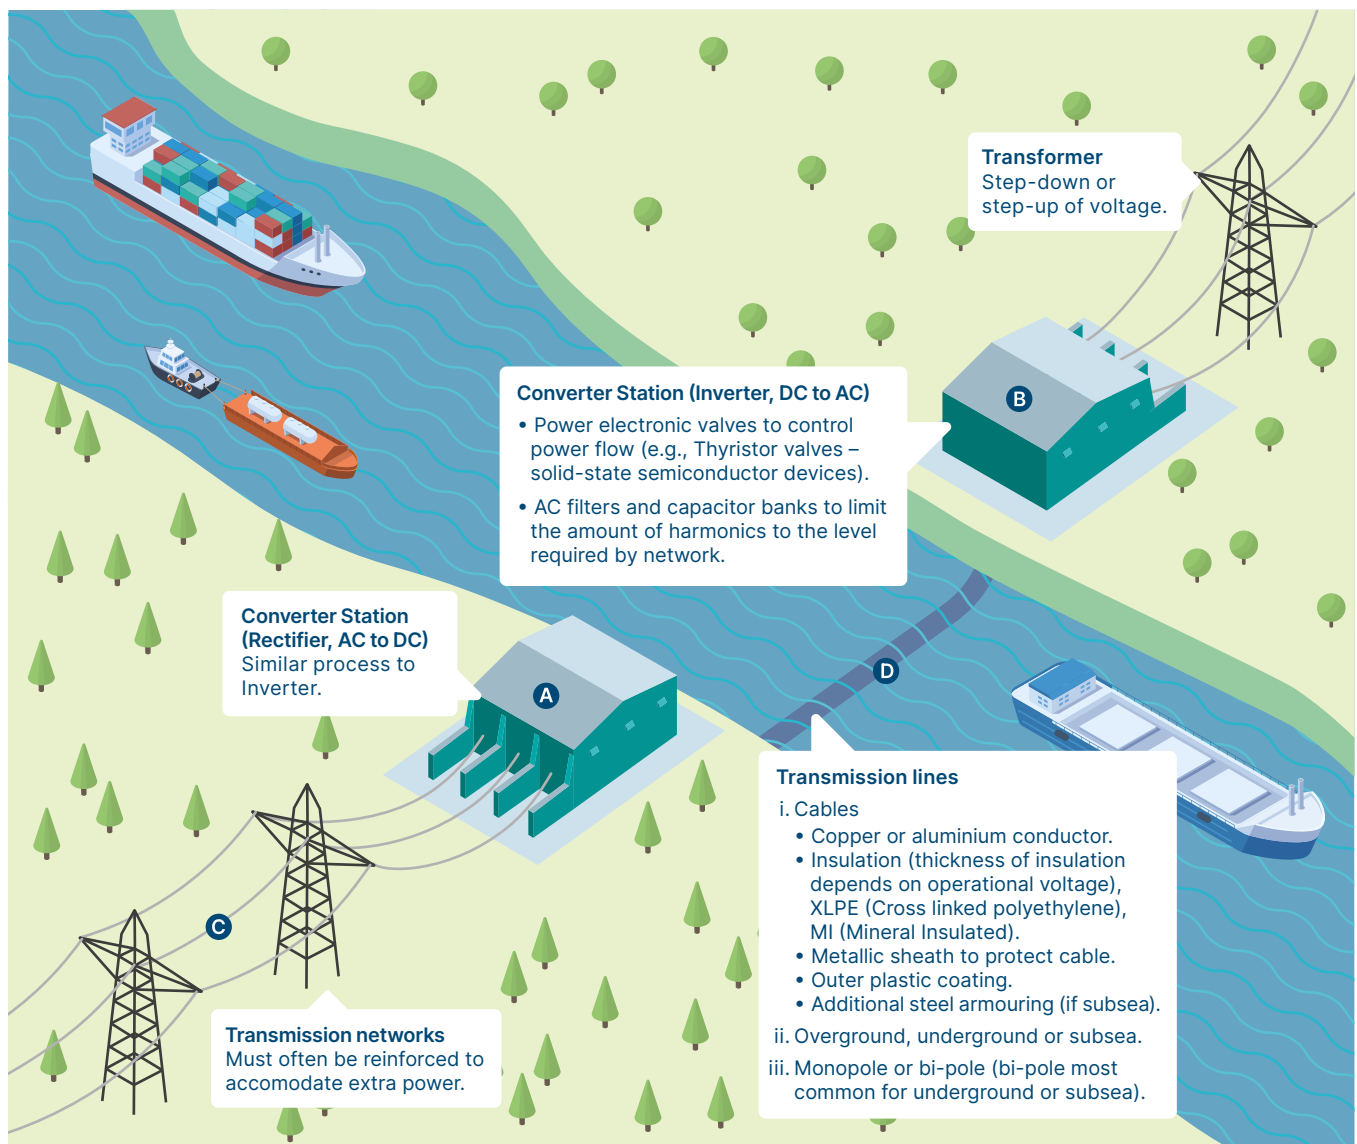 Transformer
Step-down or
step-up of voltage.
B
Converter Station (Inverter, DC to AC)
• Power electronic valves to control
power flow (e.g., Thyristor valves –
solid-state semiconductor devices).
• AC filters and capacitor banks to limit
the amount of harmonics to the level
required by network.
Converter Station
(Rectifier, AC to DC)
Similar process to
Inverter.
A
D
Transmission lines
i. Cables
• Copper or aluminium conductor.
• Insulation (thickness of insulation
depends on operational voltage),
XLPE (Cross linked polyethylene),
MI (Mineral Insulated).
• Metallic sheath to protect cable.
• Outer plastic coating.
• Additional steel armouring (if subsea).
ii. Overground, underground or subsea.
iii. Monopole or bi-pole (bi-pole most
common for underground or subsea).
C
Transmission networks
Must often be reinforced to
accomodate extra power.